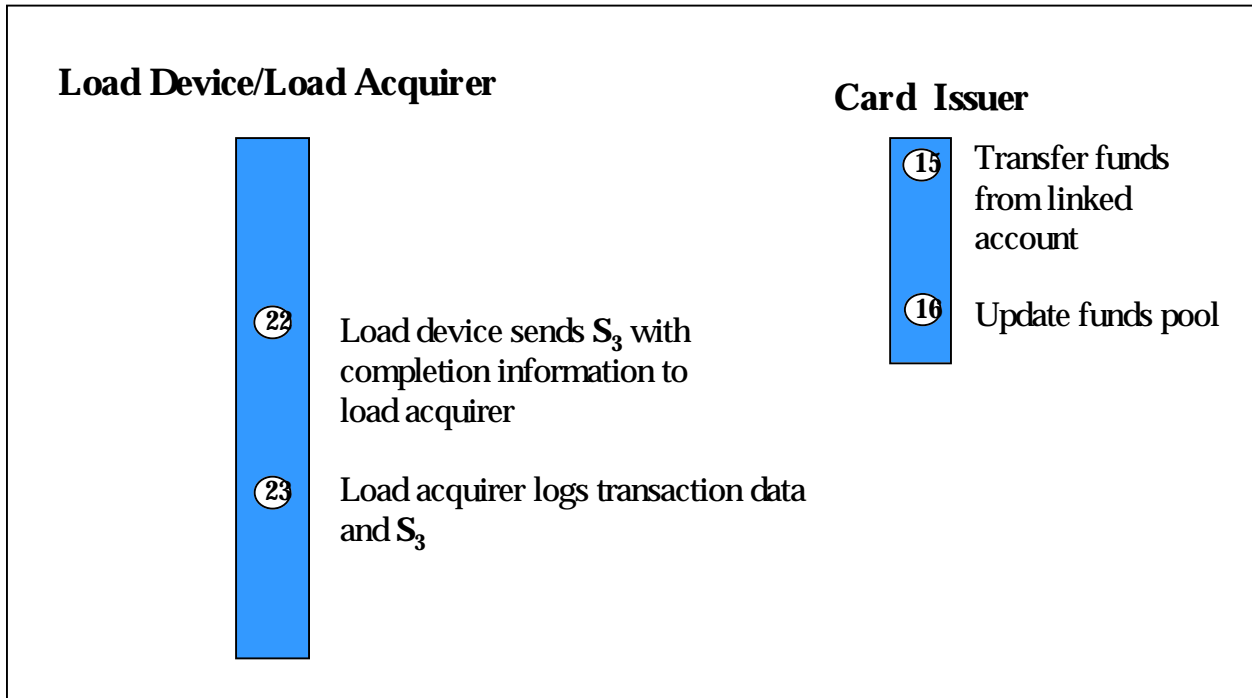 Load Device/Load Acquirer
22
Load device sends S₃ with
completion information to
load acquirer
23
Load acquirer logs transaction data
and S₃
Card Issuer
15
Transfer funds
from linked
account
16
Update funds pool